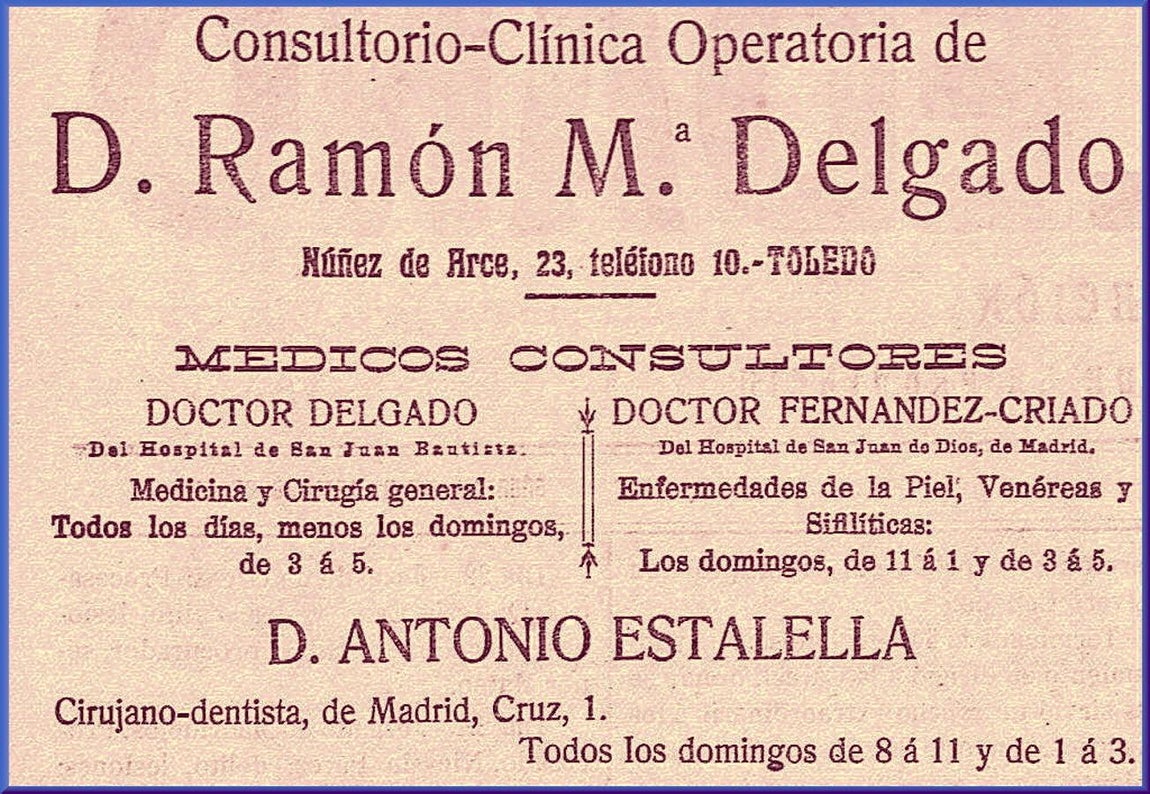 Consultorio-Clínica Operatoria de
D. Ramón M.ª Delgado
Núñez de Arce, 23, teléfono 10.-TOLEDO
MEDICOS CONSULTORES
DOCTOR DELGADO
Del Hospital de San Juan Bautista.
Medicina y Cirugía general:
Todos los días, menos los domingos,
de 3 á 5.
DOCTOR FERNANDEZ-CRIADO
Del Hospital de San Juan de Dios, de Madrid.
Enfermedades de la Piel, Venéreas y
Sifilíticas:
Los domingos, de 11 á 1 y de 3 á 5.
D. ANTONIO ESTALELLA
Cirujano-dentista, de Madrid, Cruz, 1.
Todos los domingos de 8 á 11 y de 1 á 3.